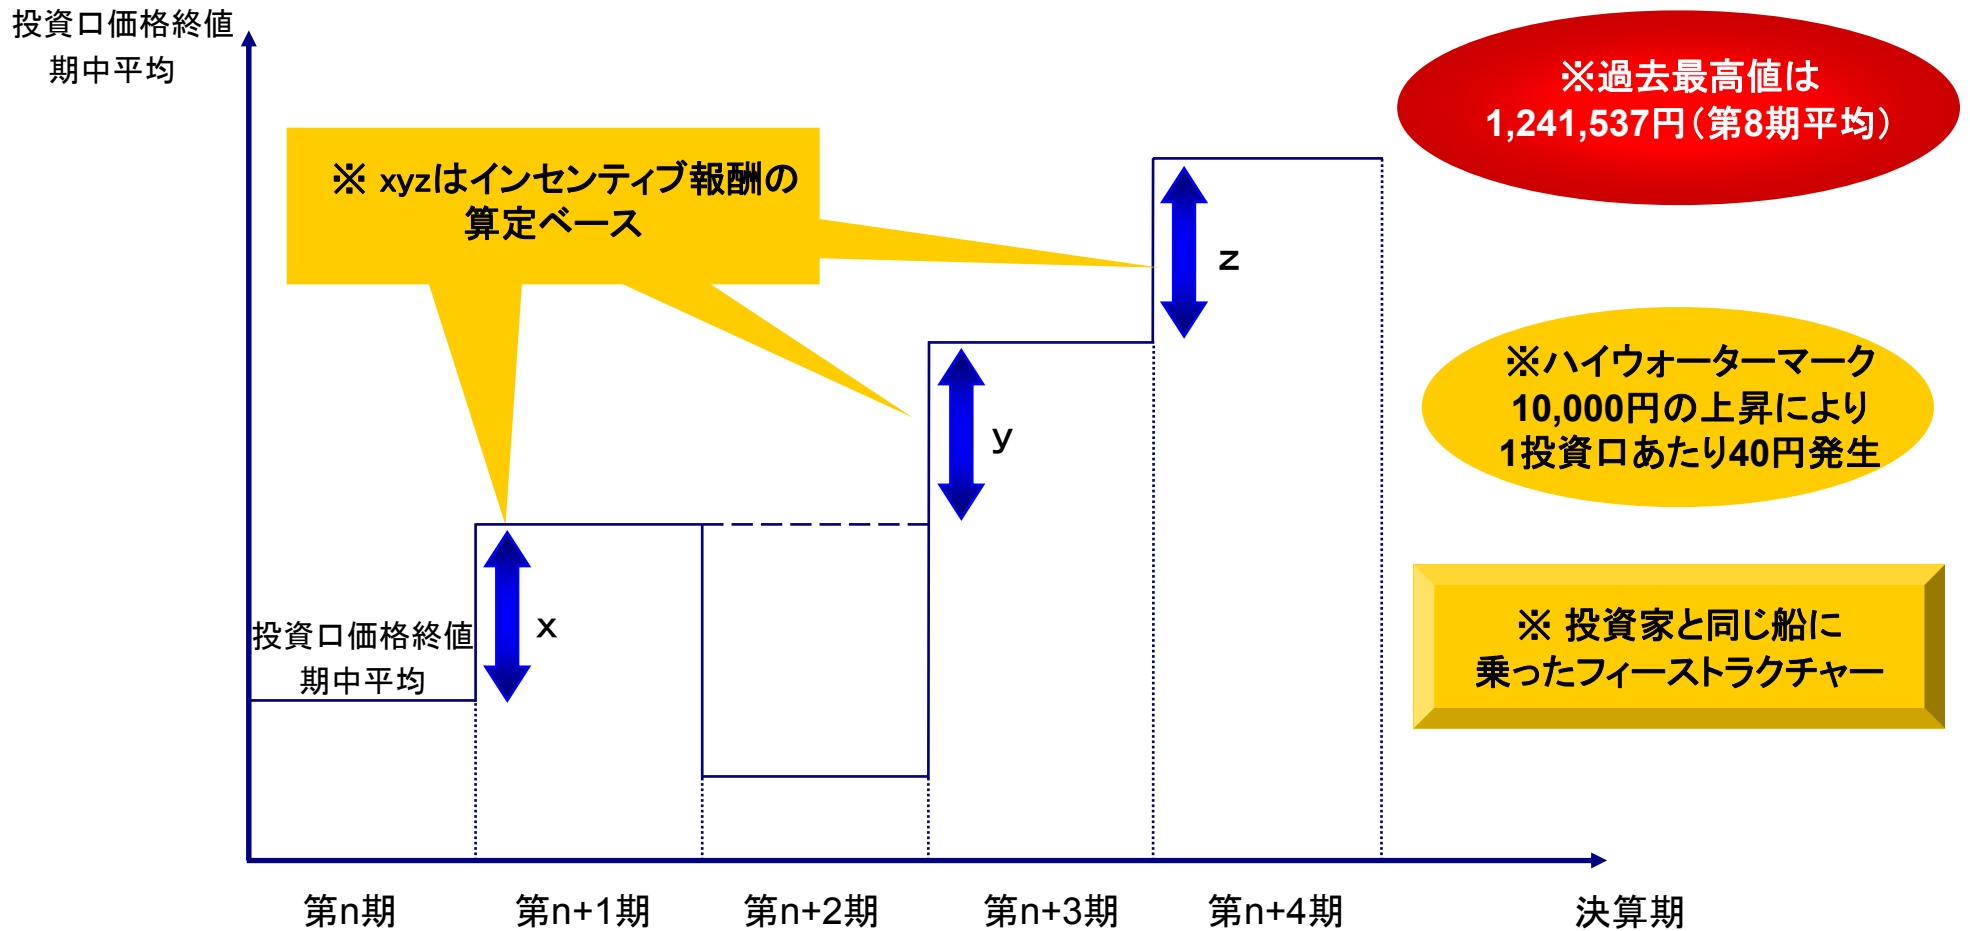 投資口価格終値
期中平均
※過去最高値は
1,241,537円（第8期平均）
※ xyzはインセンティブ報酬の
算定ベース
z
※ハイウォーターマーク
10,000円の上昇により
1投資口あたり40円発生
y
x
投資口価格終値
期中平均
※ 投資家と同じ船に
乗ったフィーストラクチャー
第n期
第n+1期
第n+2期
第n+3期
第n+4期
決算期